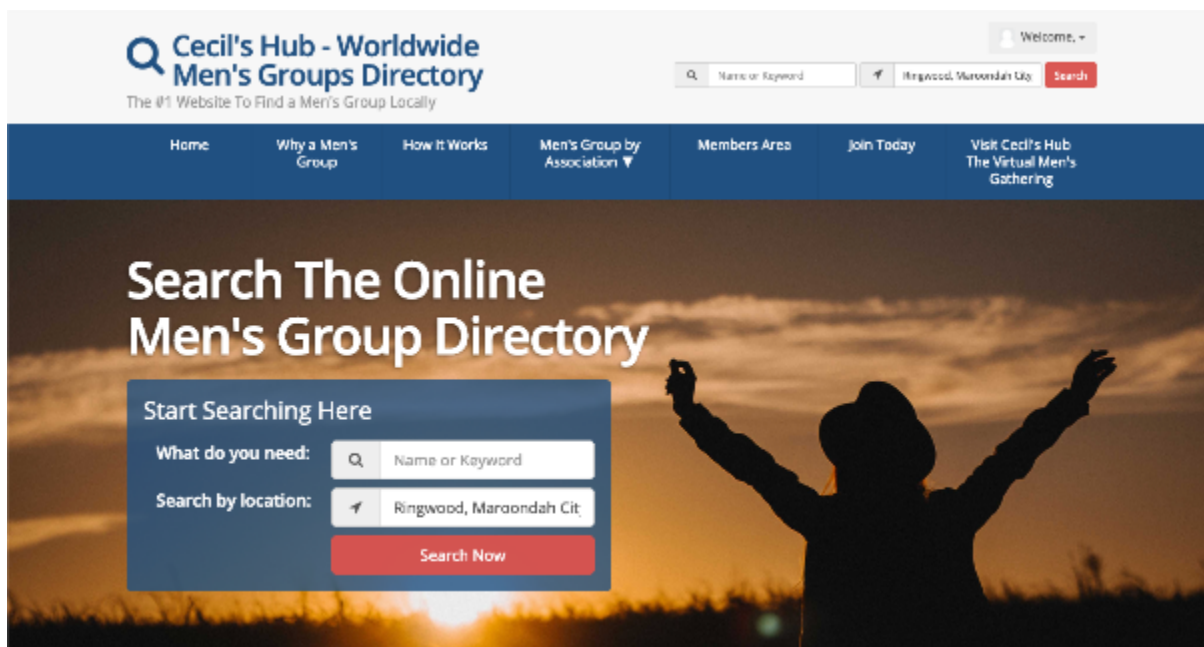 Cecil's Hub - Worldwide
Men's Groups Directory
The #1 Website To Find a Men's Group Locally
Welcome,
Name or Keyword
Ringwood, Maroondah City,
Search
Home
Why a Men's
Group
How It Works
Men's Group by
Association ▼
Members Area
Join Today
Visit Cecil's Hub
The Virtual Men's
Gathering
Search The Online
Men's Group Directory
Start Searching Here
What do you need:
Name or Keyword
Search by location:
Ringwood, Maroondah Cit
Search Now